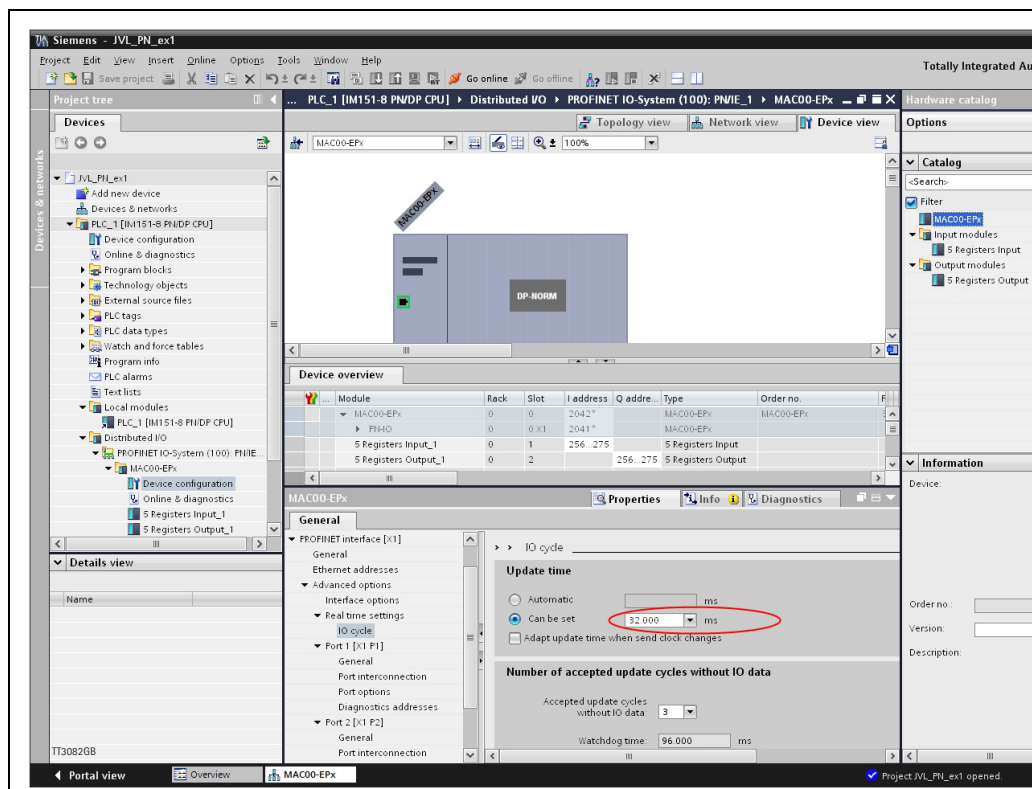 Siemens - JVL_PN_ex1
Project Edit Help View Insert Online Options Tools Window Help
Save project Go online Go offline
Totally Integrated Au
Project tree
... PLC_1 [IM151-8 PN/DP CPU] Distributed I/O PROFINET IO-System (100): PN/IE_1 MAC00-EPx
Hardware catalog
Devices
Topology view Network view Device view
Options
MAC00-EPx 100%
Devices & networks
Catalog
<Search>
Filter
MAC00-EPx
Input modules
5 Registers Input
Output modules
5 Registers Output
JVL_PN_ex1
Add new device
Devices & networks
PLC_1 [IM151-8 PN/DP CPU]
Device configuration
Online & diagnostics
Program blocks
Technology objects
External source files
PLC tags
PLC data types
Watch and force tables
Program info
PLC alarms
Text lists
Local modules
PLC_1 [IM151-8 PN/DP CPU]
Distributed I/O
PROFINET IO-System (100): PN/IE...
MAC00-EPx
Device configuration
Online & diagnostics
5 Registers Input_1
5 Registers Output_1
MAC00-EPx
DP-NORM
Device overview
... Module Rack Slot I address Q addre... Type Order no. F
MAC00-EPx 0 0 2042* MAC00-EPx MAC00-EPx
PN-IO 0 0 X1 2041* MAC00-EPx
5 Registers Input_1 0 1 256...275 5 Registers Input
5 Registers Output_1 0 2 256...275 5 Registers Output
Information
Device:
Order no.:
Version:
Description:
MAC00-EPx
Properties Info Diagnostics
General
PROFINET interface [X1]
General
Ethernet addresses
Advanced options
Interface options
Real time settings
IO cycle
Port 1 [X1 P1]
General
Port interconnection
Port options
Diagnostics addresses
Port 2 [X1 P2]
General
Port interconnection
> > IO cycle
Update time
Automatic ms
Can be set 32.000 ms
Adapt update time when send clock changes
Number of accepted update cycles without IO data
Accepted update cycles
without IO data: 3
Watchdog time: 96.000 ms
Details view
Name
TT3082GB
Portal view Overview MAC00-EPx
Project JVL_PN_ex1 opened.